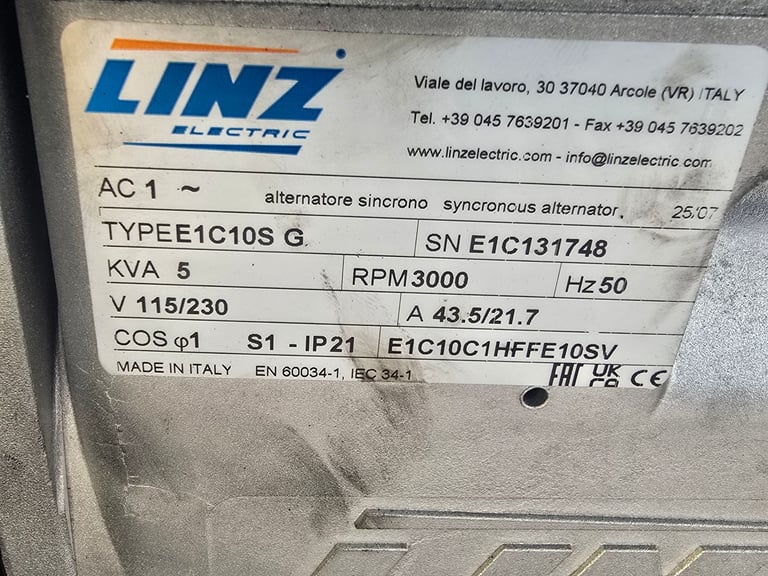 LINZ
ELECTRIC
Viale del lavoro, 30 37040 Arcole (VR) ITALY
Tel. +39 045 7639201 - Fax +39 045 7639202
www.linzelectric.com - info@linzelectric.com
AC 1 ~ alternatore sincrono syncronous alternator. 25/07
TYPE E1C10S G SN E1C131748
KVA 5 RPM 3000 Hz 50
V 115/230 A 43.5/21.7
COS φ1 S1 - IP21 E1C10C1HFFE10SV
MADE IN ITALY EN 60034-1, IEC 34-1 EAC UK CA CE